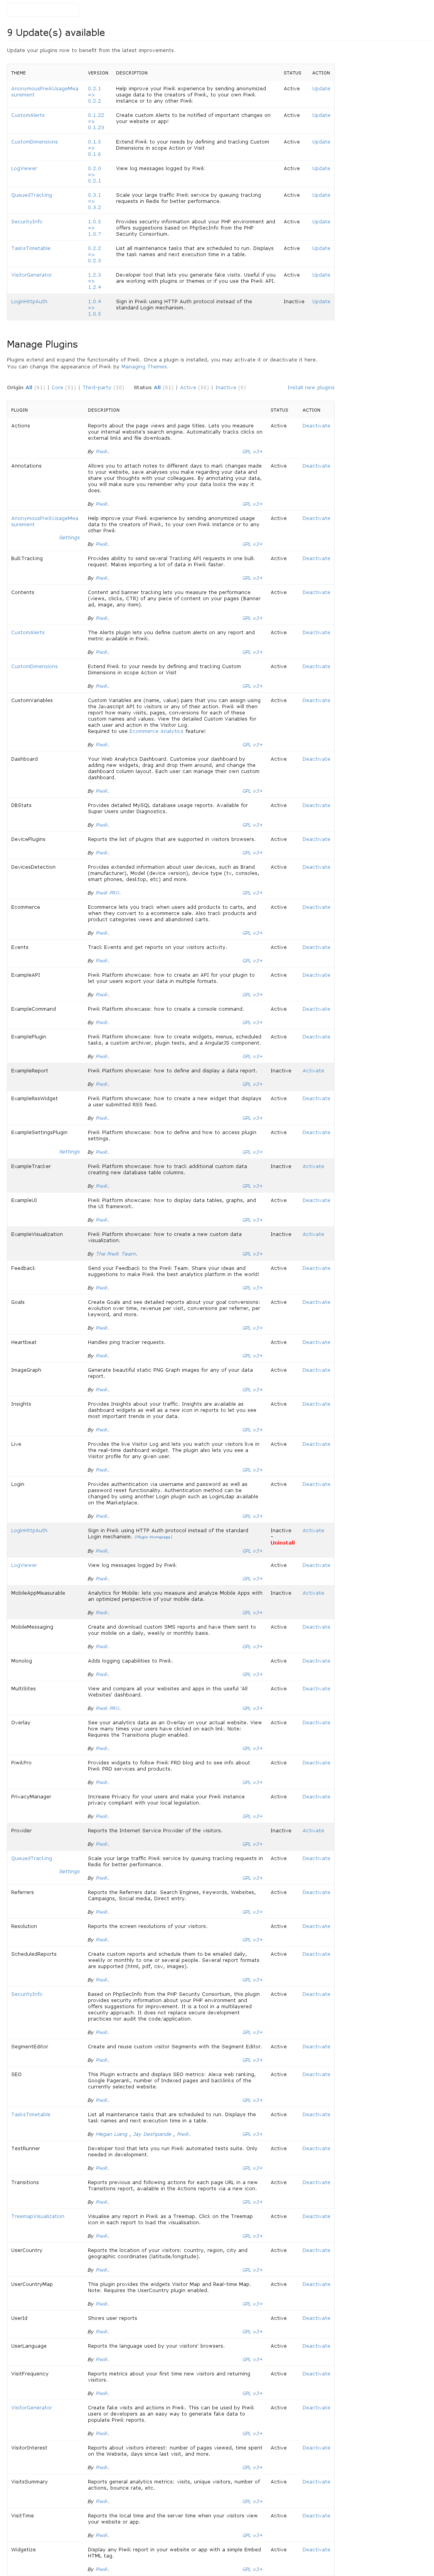 9 Update(s) available
Update your plugins now to benefit from the latest improvements.
THEME VERSION DESCRIPTION STATUS ACTION
AnonymousPiwikUsageMeasurement 0.2.1 => 0.2.2 Help improve your Piwik experience by sending anonymized usage data to the creators of Piwik, to your own Piwik instance or to any other Piwik Active Update
CustomAlerts 0.1.22 => 0.1.23 Create custom Alerts to be notified of important changes on your website or app! Active Update
CustomDimensions 0.1.5 => 0.1.6 Extend Piwik to your needs by defining and tracking Custom Dimensions in scope Action or Visit Active Update
LogViewer 0.2.0 => 0.2.1 View log messages logged by Piwik Active Update
QueuedTracking 0.3.1 => 0.3.2 Scale your large traffic Piwik service by queuing tracking requests in Redis for better performance. Active Update
SecurityInfo 1.0.5 => 1.0.7 Provides security information about your PHP environment and offers suggestions based on PhpSecInfo from the PHP Security Consortium. Active Update
TasksTimetable 0.2.2 => 0.2.3 List all maintenance tasks that are scheduled to run. Displays the task names and next execution time in a table. Active Update
VisitorGenerator 1.2.3 => 1.2.4 Developer tool that lets you generate fake visits. Useful if you are working with plugins or themes or if you use the Piwik API. Active Update
LoginHttpAuth 1.0.4 => 1.0.5 Sign in Piwik using HTTP Auth protocol instead of the standard Login mechanism. Inactive Update
Manage Plugins
Plugins extend and expand the functionality of Piwik. Once a plugin is installed, you may activate it or deactivate it here.
You can change the appearance of Piwik by Managing Themes.
Origin All (61) | Core (51) | Third-party (10) Status All (61) | Active (55) | Inactive (6) Install new plugins
PLUGIN DESCRIPTION STATUS ACTION
Actions Reports about the page views and page titles. Lets you measure your internal website's search engine. Automatically tracks clicks on external links and file downloads. Active Deactivate
By Piwik. GPL v3+
Annotations Allows you to attach notes to different days to mark changes made to your website, as analyses you make regarding your data and share your thoughts with your colleagues. By annotating your data, you will make sure you remember why your data looks the way it does. Active Deactivate
By Piwik. GPL v3+
AnonymousPiwikUsageMeasurement Help improve your Piwik experience by sending anonymized usage data to the creators of Piwik, to your own Piwik instance or to any other Piwik Active Deactivate
Settings
By Piwik. GPL v3+
BulkTracking Provides ability to send several Tracking API requests in one bulk request. Makes importing a lot of data in Piwik faster. Active Deactivate
By Piwik. GPL v3+
Contents Content and banner tracking lets you measure the performance (views, clicks, CTR) of any piece of content on your pages (Banner ad, image, any item). Active Deactivate
By Piwik. GPL v3+
CustomAlerts The Alerts plugin lets you define custom alerts on any report and metric available in Piwik. Active Deactivate
By Piwik. GPL v3+
CustomDimensions Extend Piwik to your needs by defining and tracking Custom Dimensions in scope Action or Visit Active Deactivate
By Piwik. GPL v3+
CustomVariables Custom Variables are (name, value) pairs that you can assign using the Javascript API to visitors or any of their action. Piwik will then report how many visits, pages, conversions for each of these custom names and values. View the detailed Custom Variables for each user and action in the Visitor Log. Active Deactivate
Required to use Ecommerce Analytics feature!
By Piwik. GPL v3+
Dashboard Your Web Analytics Dashboard. Customise your dashboard by adding new widgets, drag and drop them around, and change the dashboard column layout. Each user can manage their own custom dashboard. Active Deactivate
By Piwik. GPL v3+
DBStats Provides detailed MySQL database usage reports. Available for Super Users under Diagnostics. Active Deactivate
By Piwik. GPL v3+
DevicePlugins Reports the list of plugins that are supported in visitors browsers. Active Deactivate
By Piwik. GPL v3+
DevicesDetection Provides extended information about user devices, such as Brand (manufacturer), Model (device version), device type (tv, consoles, smart phones, desktop, etc) and more. Active Deactivate
By Piwik PRO. GPL v3+
Ecommerce Ecommerce lets you track when users add products to carts, and when they convert to a ecommerce sale. Also track products and product categories views and abandoned carts. Active Deactivate
By Piwik. GPL v3+
Events Track Events and get reports on your visitors activity. Active Deactivate
By Piwik. GPL v3+
ExampleAPI Piwik Platform showcase: how to create an API for your plugin to let your users export your data in multiple formats. Active Deactivate
By Piwik. GPL v3+
ExampleCommand Piwik Platform showcase: how to create a console command. Active Deactivate
By Piwik. GPL v3+
ExamplePlugin Piwik Platform showcase: how to create widgets, menus, scheduled tasks, a custom archiver, plugin tests, and a AngularJS component. Active Deactivate
By Piwik. GPL v3+
ExampleReport Piwik Platform showcase: how to define and display a data report. Inactive Activate
By Piwik. GPL v3+
ExampleRssWidget Piwik Platform showcase: how to create a new widget that displays a user submitted RSS feed. Active Deactivate
By Piwik. GPL v3+
ExampleSettingsPlugin Piwik Platform showcase: how to define and how to access plugin settings. Active Deactivate
Settings By Piwik. GPL v3+
ExampleTracker Piwik Platform showcase: how to track additional custom data creating new database table columns. Inactive Activate
By Piwik. GPL v3+
ExampleUI Piwik Platform showcase: how to display data tables, graphs, and the UI framework. Active Deactivate
By Piwik. GPL v3+
ExampleVisualization Piwik Platform showcase: how to create a new custom data visualization. Inactive Activate
By The Piwik Team. GPL v3+
Feedback Send your Feedback to the Piwik Team. Share your ideas and suggestions to make Piwik the best analytics platform in the world! Active Deactivate
By Piwik. GPL v3+
Goals Create Goals and see detailed reports about your goal conversions: evolution over time, revenue per visit, conversions per referrer, per keyword, and more. Active Deactivate
By Piwik. GPL v3+
Heartbeat Handles ping tracker requests. Active Deactivate
By Piwik. GPL v3+
ImageGraph Generate beautiful static PNG Graph images for any of your data report. Active Deactivate
By Piwik. GPL v3+
Insights Provides Insights about your traffic. Insights are available as dashboard widgets as well as a new icon in reports to let you see most important trends in your data. Active Deactivate
By Piwik. GPL v3+
Live Provides the live Visitor Log and lets you watch your visitors live in the real-time dashboard widget. The plugin also lets you see a Visitor profile for any given user. Active Deactivate
By Piwik. GPL v3+
Login Provides authentication via username and password as well as password reset functionality. Authentication method can be changed by using another Login plugin such as LoginLdap available on the Marketplace. Active Deactivate
By Piwik. GPL v3+
LoginHttpAuth Sign in Piwik using HTTP Auth protocol instead of the standard Login mechanism. (Plugin Homepage) Inactive - Uninstall Activate
By Piwik. GPL v3+
LogViewer View log messages logged by Piwik Active Deactivate
By Piwik. GPL v3+
MobileAppMeasurable Analytics for Mobile: lets you measure and analyze Mobile Apps with an optimized perspective of your mobile data. Inactive Activate
By Piwik. GPL v3+
MobileMessaging Create and download custom SMS reports and have them sent to your mobile on a daily, weekly or monthly basis. Active Deactivate
By Piwik. GPL v3+
Monolog Adds logging capabilities to Piwik. Active Deactivate
By Piwik. GPL v3+
MultiSites View and compare all your websites and apps in this useful 'All Websites' dashboard. Active Deactivate
By Piwik PRO. GPL v3+
Overlay See your analytics data as an Overlay on your actual website. View how many times your users have clicked on each link. Note: Requires the Transitions plugin enabled. Active Deactivate
By Piwik. GPL v3+
PiwikPro Provides widgets to follow Piwik PRO blog and to see info about Piwik PRO services and products. Active Deactivate
By Piwik. GPL v3+
PrivacyManager Increase Privacy for your users and make your Piwik instance privacy compliant with your local legislation. Active Deactivate
By Piwik. GPL v3+
Provider Reports the Internet Service Provider of the visitors. Inactive Activate
By Piwik. GPL v3+
QueuedTracking Scale your large traffic Piwik service by queuing tracking requests in Redis for better performance. Active Deactivate
Settings
By Piwik. GPL v3+
Referrers Reports the Referrers data: Search Engines, Keywords, Websites, Campaigns, Social media, Direct entry. Active Deactivate
By Piwik. GPL v3+
Resolution Reports the screen resolutions of your visitors. Active Deactivate
By Piwik. GPL v3+
ScheduledReports Create custom reports and schedule them to be emailed daily, weekly or monthly to one or several people. Several report formats are supported (html, pdf, csv, images). Active Deactivate
By Piwik. GPL v3+
SecurityInfo Based on PhpSecInfo from the PHP Security Consortium, this plugin provides security information about your PHP environment and offers suggestions for improvement. It is a tool in a multilayered security approach. It does not replace secure development practices nor audit the code/application. Active Deactivate
By Piwik. GPL v3+
SegmentEditor Create and reuse custom visitor Segments with the Segment Editor. Active Deactivate
By Piwik. GPL v3+
SEO This Plugin extracts and displays SEO metrics: Alexa web ranking, Google Pagerank, number of Indexed pages and backlinks of the currently selected website. Active Deactivate
By Piwik. GPL v3+
TasksTimetable List all maintenance tasks that are scheduled to run. Displays the task names and next execution time in a table. Active Deactivate
By Megan Liang , Jay Deshpande , Piwik. GPL v3+
TestRunner Developer tool that lets you run Piwik automated tests suite. Only needed in development. Active Deactivate
By Piwik. GPL v3+
Transitions Reports previous and following actions for each page URL in a new Transitions report, available in the Actions reports via a new icon. Active Deactivate
By Piwik. GPL v3+
TreemapVisualization Visualise any report in Piwik as a Treemap. Click on the Treemap icon in each report to load the visualisation. Active Deactivate
By Piwik. GPL v3+
UserCountry Reports the location of your visitors: country, region, city and geographic coordinates (latitude/longitude). Active Deactivate
By Piwik. GPL v3+
UserCountryMap This plugin provides the widgets Visitor Map and Real-time Map. Note: Requires the UserCountry plugin enabled. Active Deactivate
By Piwik. GPL v3+
UserId Shows user reports Active Deactivate
By Piwik. GPL v3+
UserLanguage Reports the language used by your visitors' browsers. Active Deactivate
By Piwik. GPL v3+
VisitFrequency Reports metrics about your first time new visitors and returning visitors. Active Deactivate
By Piwik. GPL v3+
VisitorGenerator Create fake visits and actions in Piwik. This can be used by Piwik users or developers as an easy way to generate fake data to populate Piwik reports. Active Deactivate
By Piwik. GPL v3+
VisitorInterest Reports about visitors interest: number of pages viewed, time spent on the Website, days since last visit, and more. Active Deactivate
By Piwik. GPL v3+
VisitsSummary Reports general analytics metrics: visits, unique visitors, number of actions, bounce rate, etc. Active Deactivate
By Piwik. GPL v3+
VisitTime Reports the local time and the server time when your visitors view your website or app. Active Deactivate
By Piwik. GPL v3+
Widgetize Display any Piwik report in your website or app with a simple Embed HTML tag. Active Deactivate
By Piwik. GPL v3+